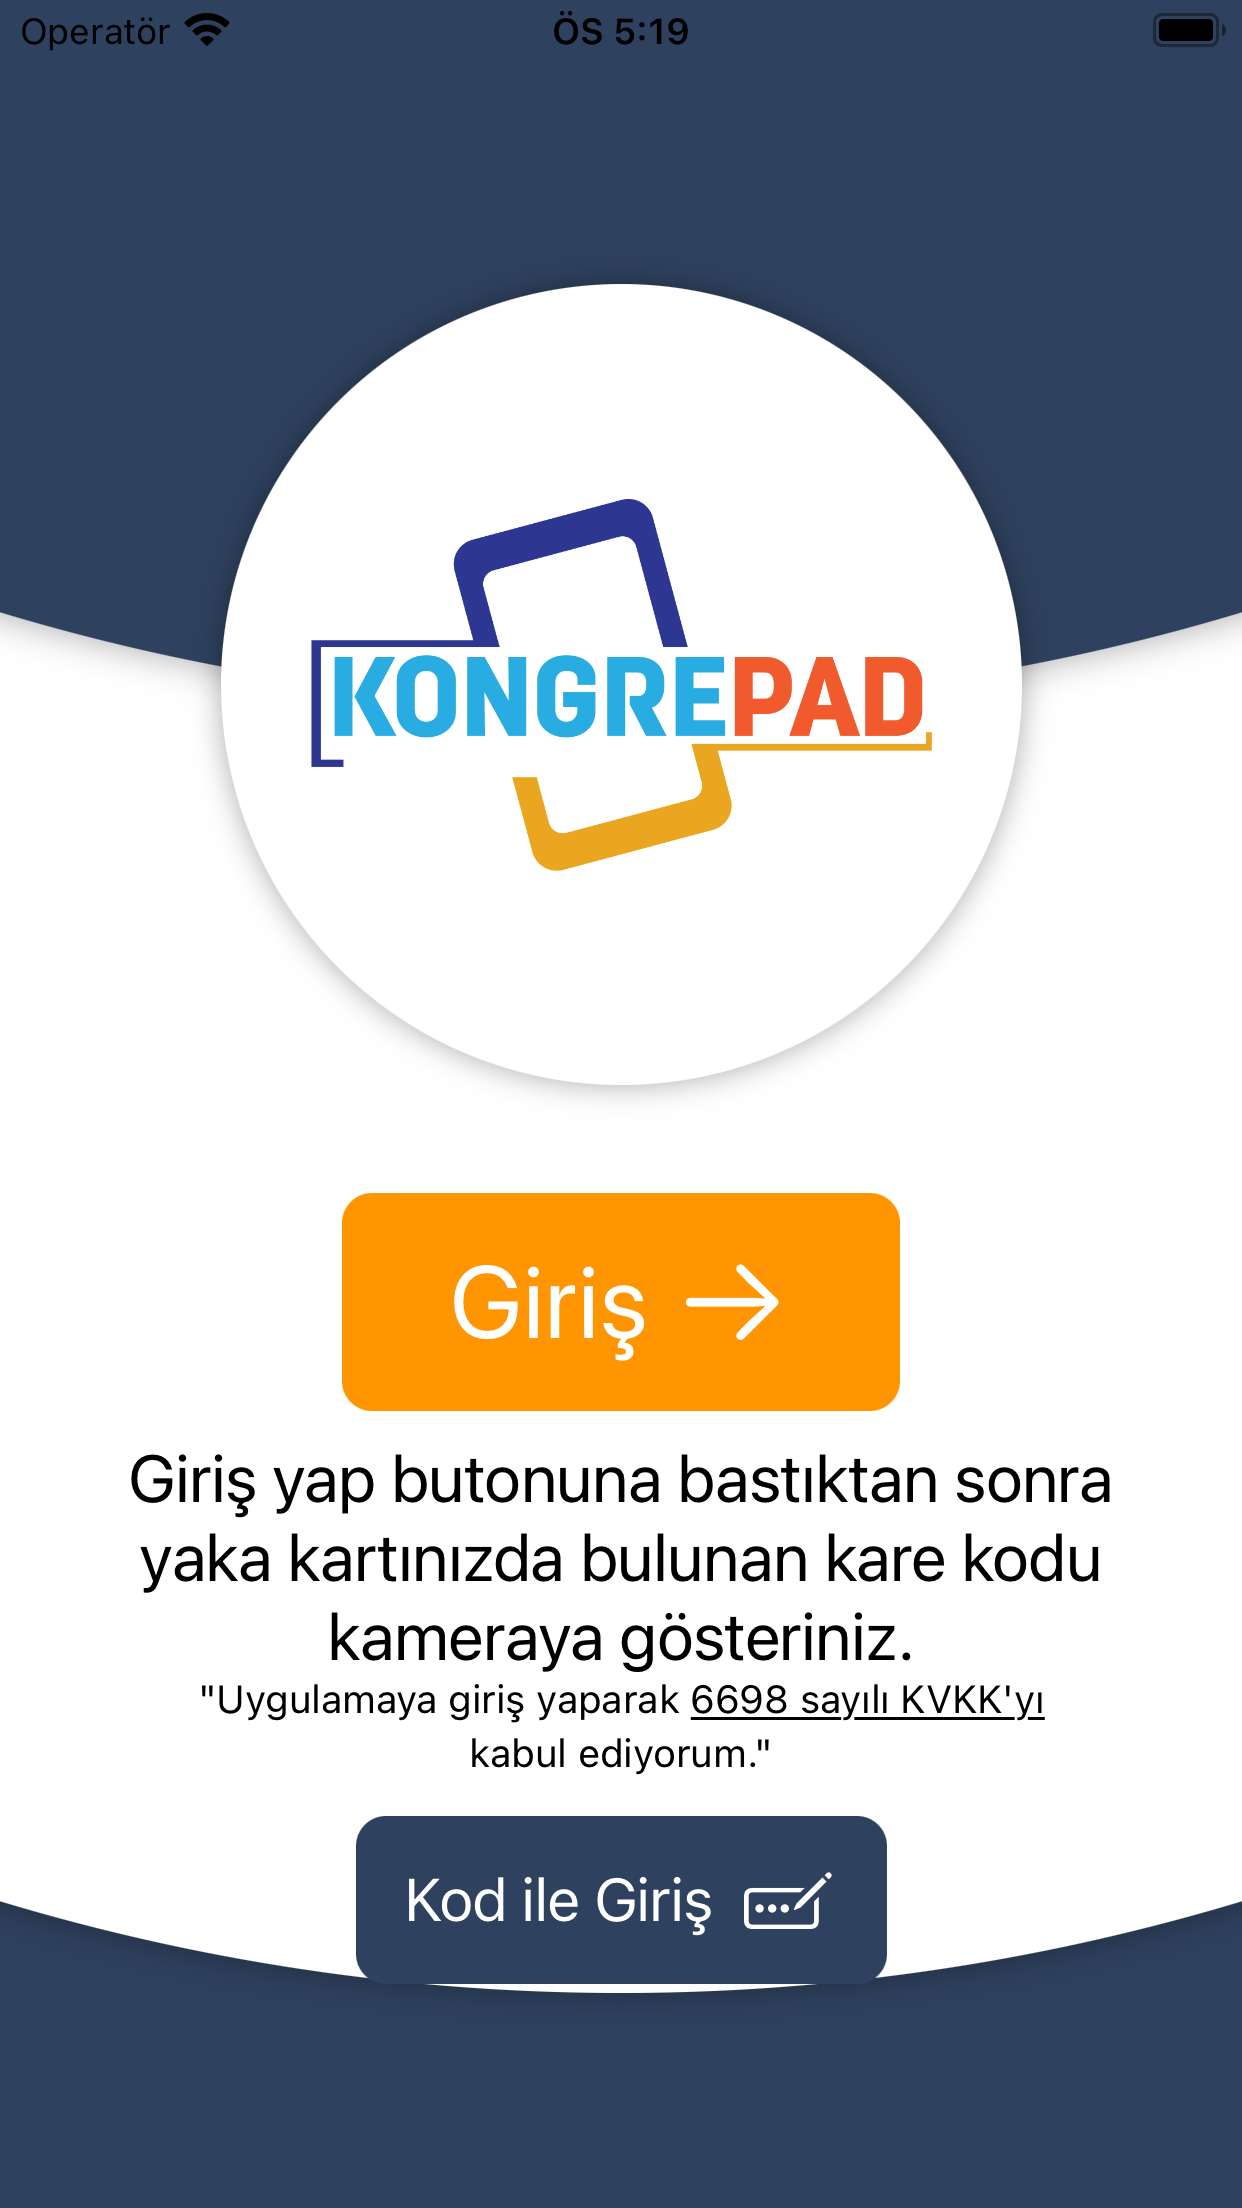 Operatör
ÖS 5:19
KONGREPAD
Giriş
Giriş yap butonuna bastıktan sonra
yaka kartınızda bulunan kare kodu
kameraya gösteriniz.
"Uygulamaya giriş yaparak 6698 sayılı KVKK'yı
kabul ediyorum."
Kod ile Giriş